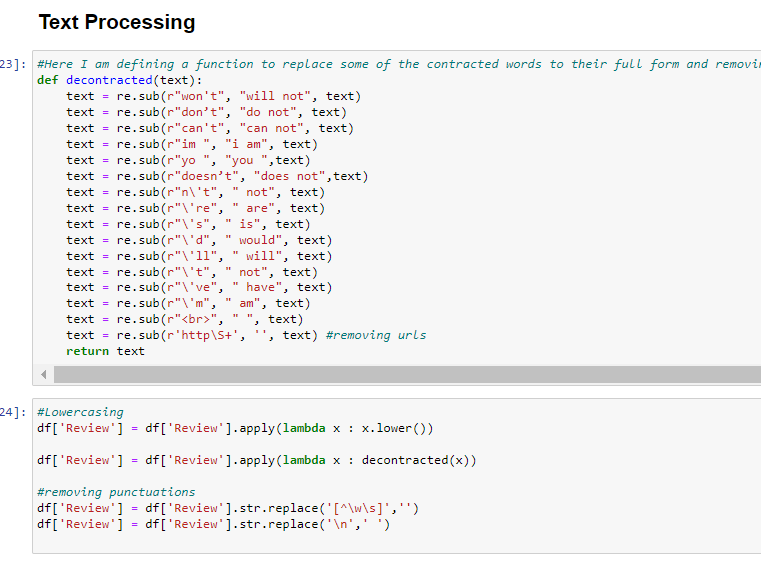 Text Processing
23]: #Here I am defining a function to replace some of the contracted words to their full form and removin
def decontracted(text):
text = re.sub(r"won't", "will not", text)
text = re.sub(r"don’t", "do not", text)
text = re.sub(r"can't", "can not", text)
text = re.sub(r"im ", "i am", text)
text = re.sub(r"yo ", "you ",text)
text = re.sub(r"doesn’t", "does not",text)
text = re.sub(r"n\'t", " not", text)
text = re.sub(r"\'re", " are", text)
text = re.sub(r"\'s", " is", text)
text = re.sub(r"\'d", " would", text)
text = re.sub(r"\'ll", " will", text)
text = re.sub(r"\'t", " not", text)
text = re.sub(r"\'ve", " have", text)
text = re.sub(r"\'m", " am", text)
text = re.sub(r"<br>", " ", text)
text = re.sub(r'http\S+', '', text) #removing urls
return text
24]: #Lowercasing
df['Review'] = df['Review'].apply(lambda x : x.lower())
df['Review'] = df['Review'].apply(lambda x : decontracted(x))
#removing punctuations
df['Review'] = df['Review'].str.replace('[^\w\s]','')
df['Review'] = df['Review'].str.replace('\n',' ')